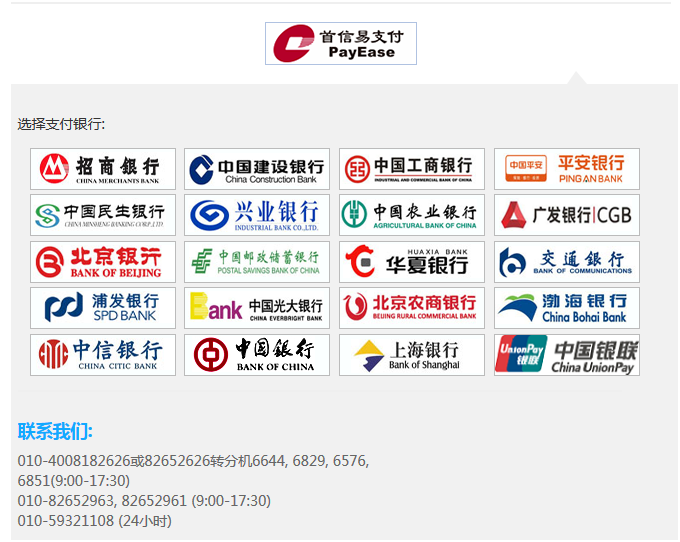 首信易支付
PayEase
选择支付银行:
招商银行
CHINA MERCHANTS BANK
中国建设银行
China Construction Bank
中国工商银行
INDUSTRIAL AND COMMERCIAL BANK OF CHINA
中国平安
平安银行
PING AN BANK
中国民生银行
CHINA MINSHENG BANKING CORP.,LTD
兴业银行
INDUSTRIAL BANK CO.,LTD.
中国农业银行
AGRICULTURAL BANK OF CHINA
广发银行|CGB
北京银行
BANK OF BEIJING
中国邮政储蓄银行
POSTAL SAVINGS BANK OF CHINA
HUAXIA BANK
华夏银行
交通银行
BANK OF COMMUNICATIONS
浦发银行
SPD BANK
Bank
中国光大银行
CHINA EVERBRIGHT BANK
北京农商银行
BEIJING RURAL COMMERCIAL BANK
渤海银行
China Bohai Bank
中信银行
CHINA CITIC BANK
中国银行
BANK OF CHINA
上海银行
Bank of Shanghai
UnionPay
银联
中国银联
China UnionPay
联系我们:
010-4008182626或82652626转分机6644, 6829, 6576,
6851(9:00-17:30)
010-82652963, 82652961 (9:00-17:30)
010-59321108 (24小时)